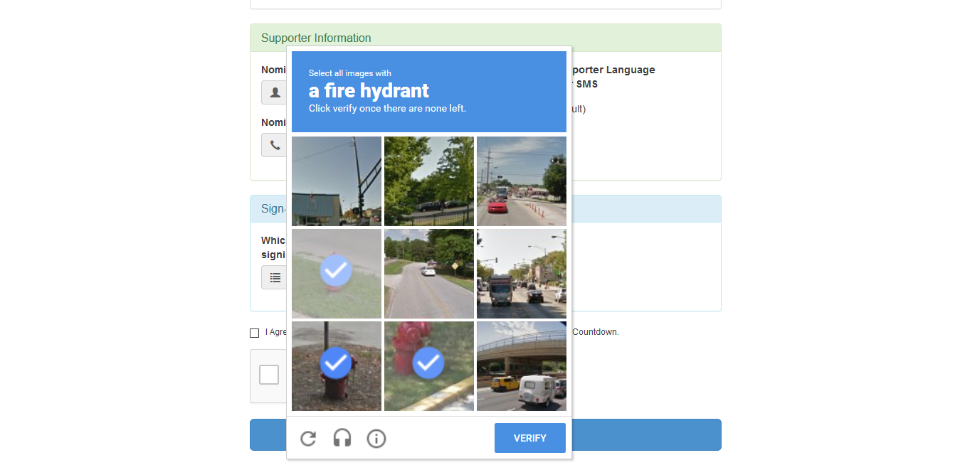 Supporter Information
Nomi
porter Language
SMS
ult)
Nomi
Select all images with
a fire hydrant
Click verify once there are none left.
Sign
Whic
signi
I Agre
Countdown.
VERIFY